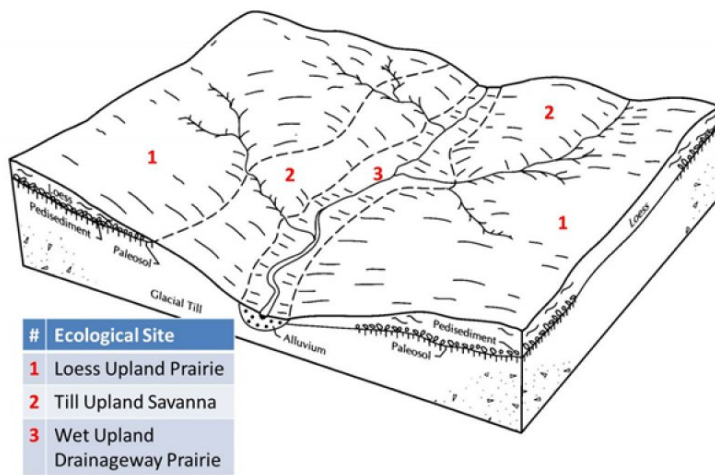 2
1
2
3
1
Loess
Pedisediment
Paleosol
Loess
Glacial Till
Alluvium
Pedisediment
Paleosol
# Ecological Site
1 Loess Upland Prairie
2 Till Upland Savanna
3 Wet Upland
Drainageway Prairie